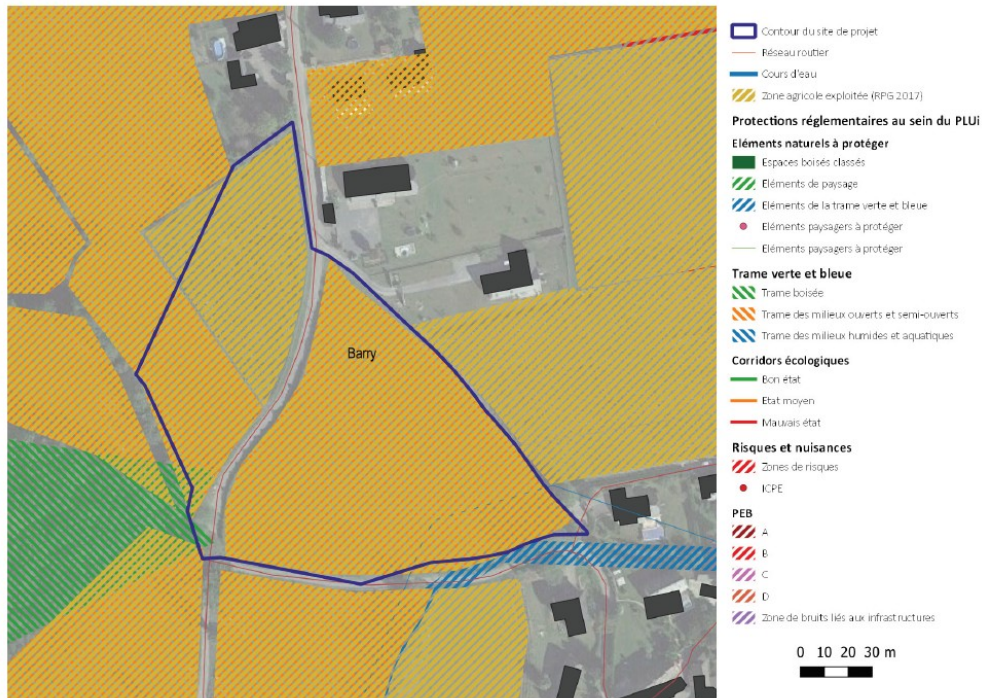 Barry
Contour du site de projet
Réseau routier
Cours d'eau
Zone agricole exploitée (RPG 2017)
Protections réglementaires au sein du PLUi
Eléments naturels à protéger
Espaces boisés classés
Eléments de paysage
Eléments de la trame verte et bleue
Eléments paysagers à protéger
Eléments paysagers à protéger
Trame verte et bleue
Trame boisée
Trame des milieux ouverts et semi-ouverts
Trame des milieux humides et aquatiques
Corridors écologiques
Bon état
Etat moyen
Mauvais état
Risques et nuisances
Zones de risques
ICPE
PEB
A
B
C
D
Zone de bruits liés aux infrastructures
0 10 20 30 m